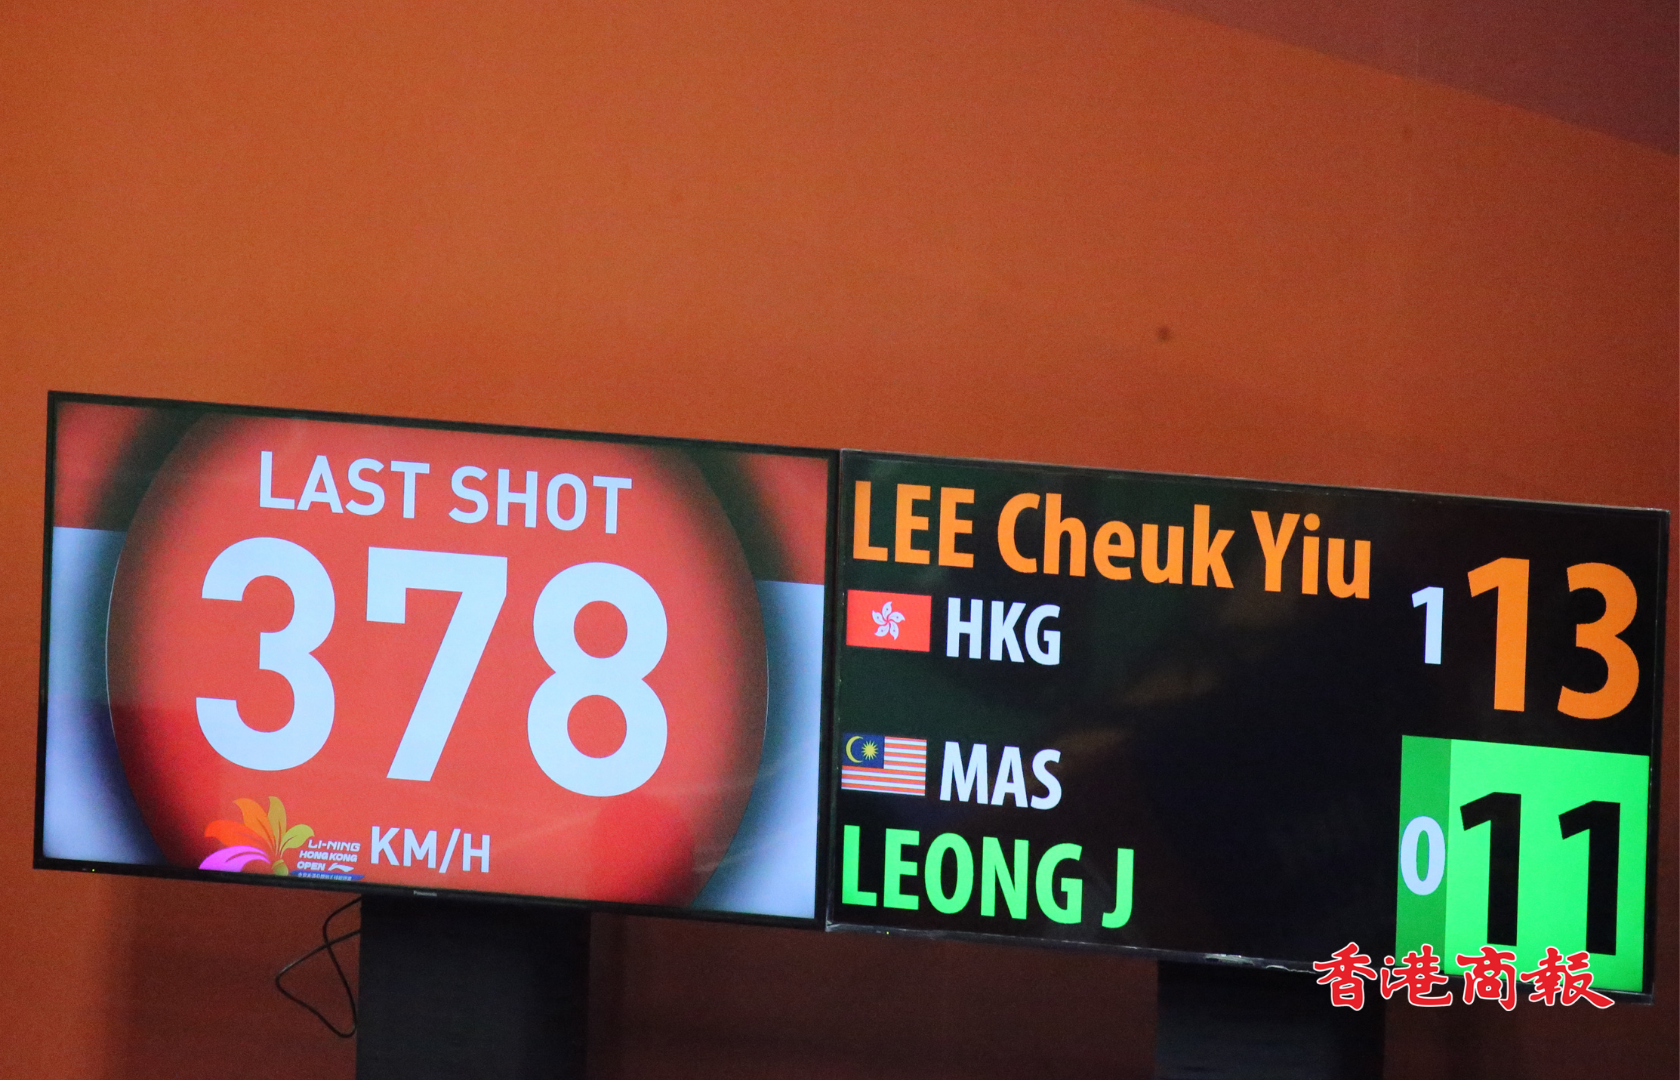 LAST SHOT
378
KM/H
LI-NING
HONG KONG
OPEN
LEE Cheuk Yiu
HKG
1 13
MAS
LEONG J
0 11
香港商報